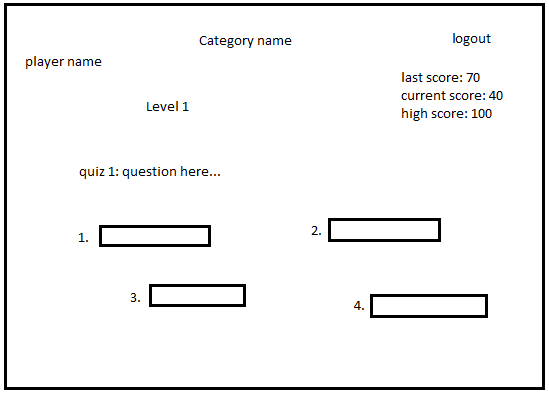 Category name
logout
player name
last score: 70
current score: 40
high score: 100
Level 1
quiz 1: question here...
1.
2.
3.
4.